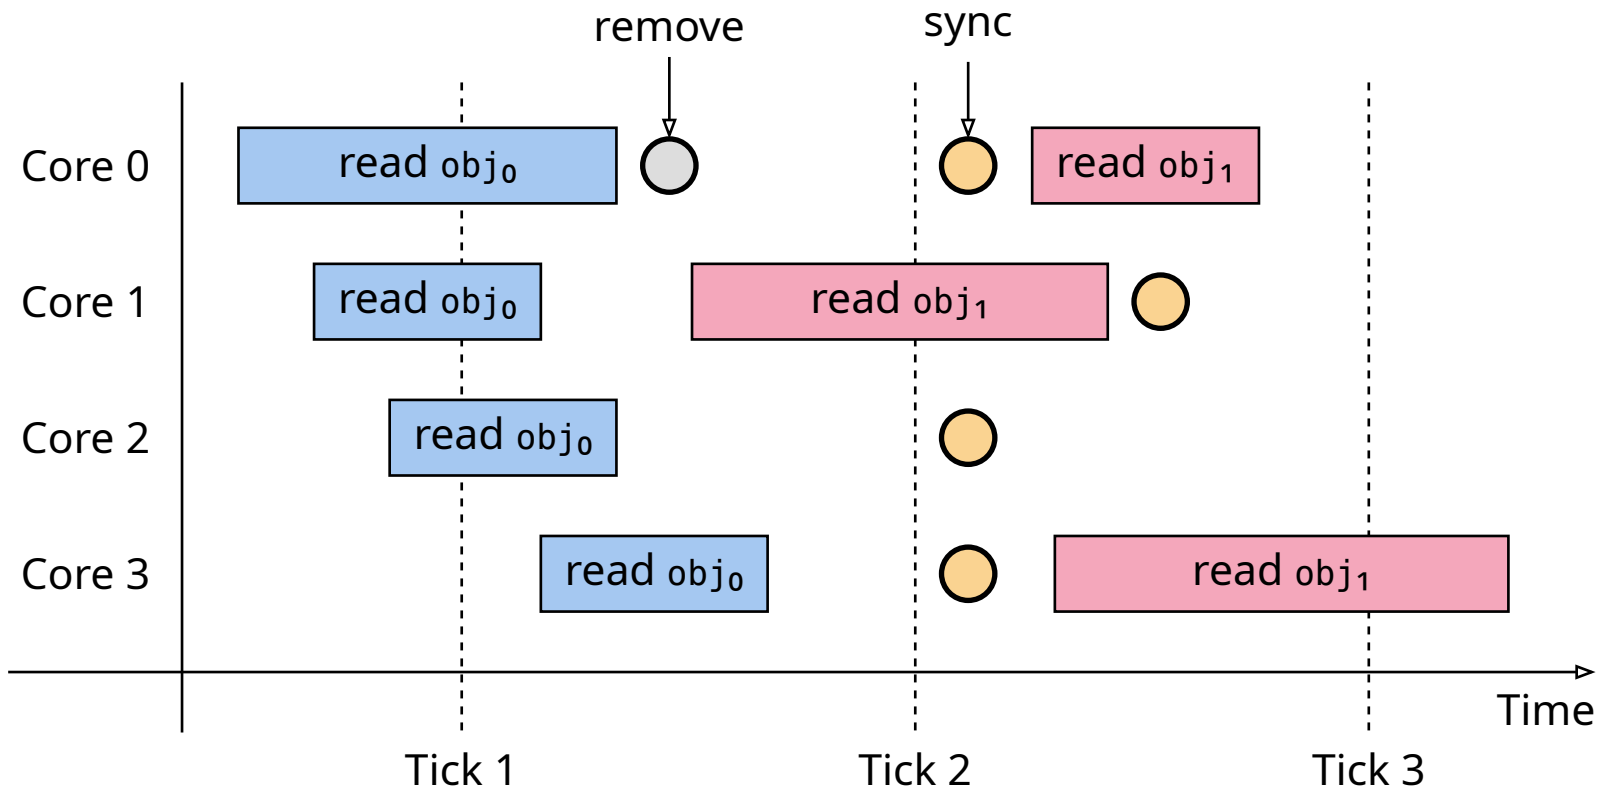 remove
sync
Core 0
read obj₀
read obj₁
Core 1
read obj₀
read obj₁
Core 2
read obj₀
Core 3
read obj₀
read obj₁
Time
Tick 1
Tick 2
Tick 3